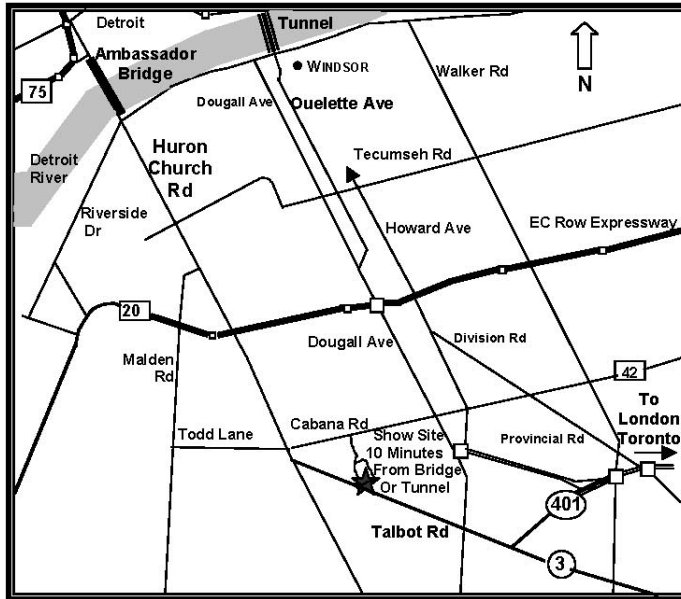 Detroit
Tunnel
Ambassador
Bridge
WINDSOR
Walker Rd
N
75
Dougall Ave
Ouelette Ave
Detroit
River
Huron
Church
Rd
Tecumseh Rd
Riverside
Dr
Howard Ave
EC Row Expressway
20
Malden
Rd
Dougall Ave
Division Rd
42
To
London
Toronto
Cabana Rd
Todd Lane
Show Site
10 Minutes
From Bridge
Or Tunnel
Provincial Rd
401
Talbot Rd
3